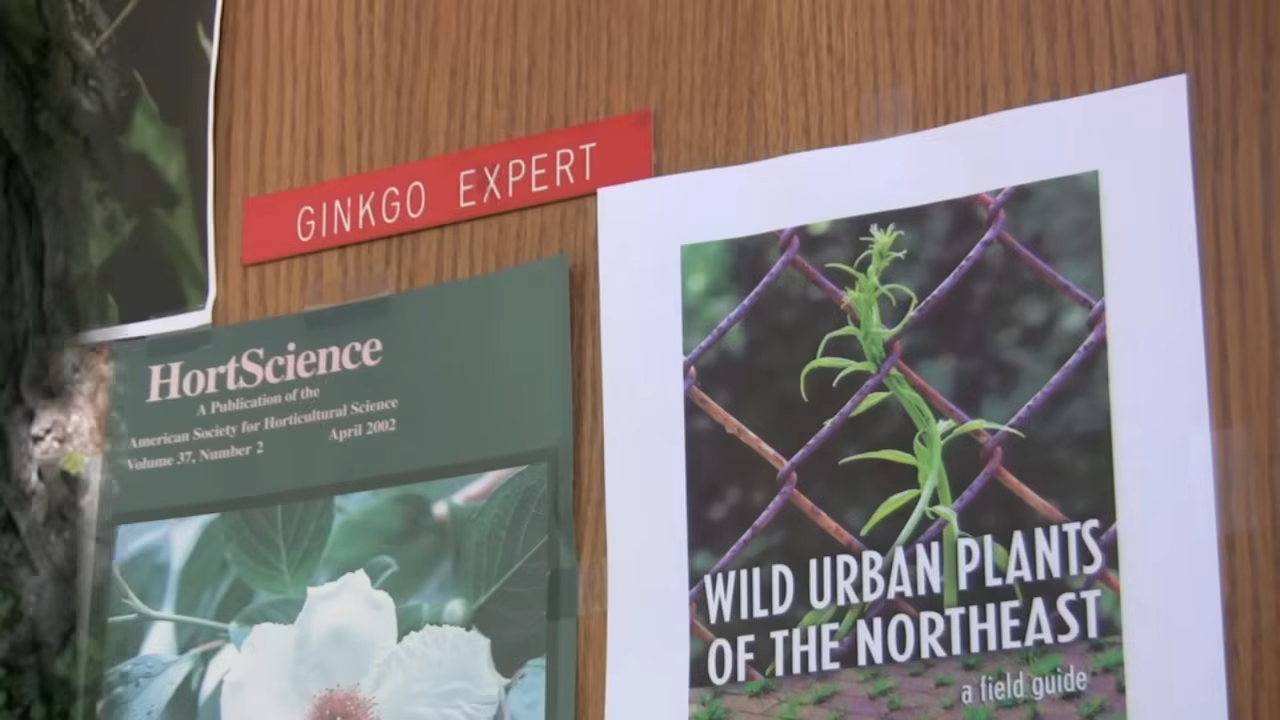 GINKGO EXPERT
HortScience
A Publication of the
American Society for Horticultural Science
Volume 37, Number 2
April 2002
WILD URBAN PLANTS
OF THE NORTHEAST
a field guide